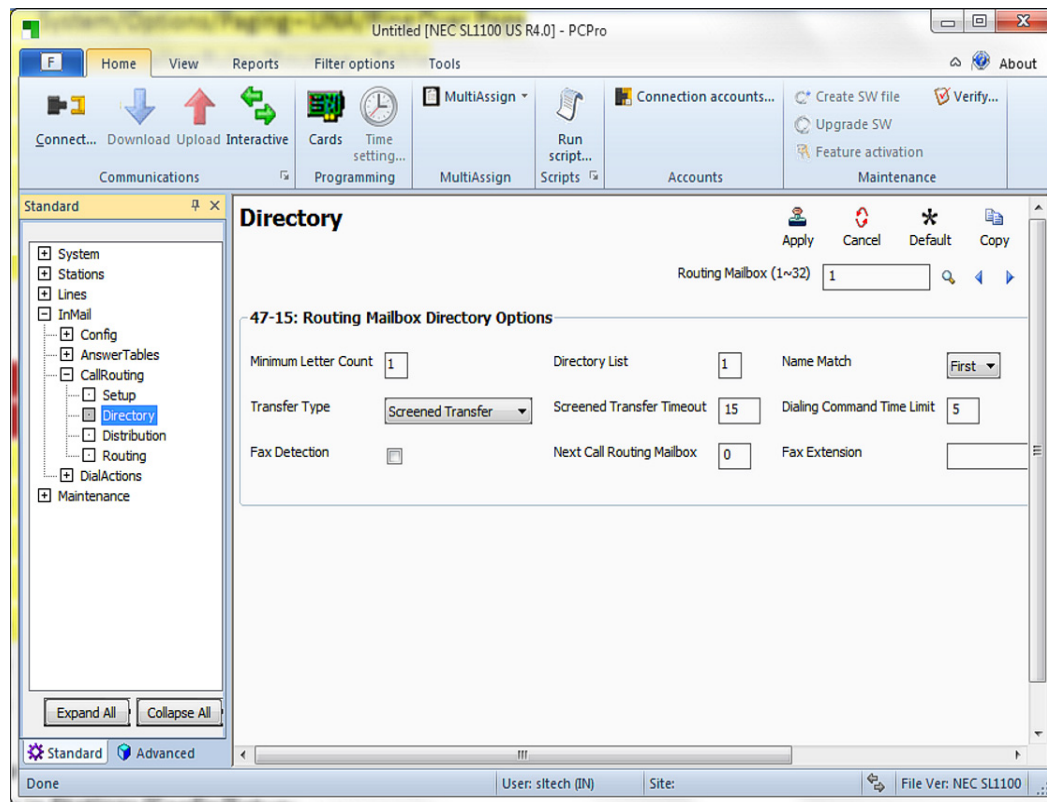 Untitled [NEC SL1100 US R4.0] - PCPro
F Home View Reports Filter options Tools About
MultiAssign Connection accounts... Create SW file Verify...
Upgrade SW
Connect... Download Upload Interactive Cards Time setting... Run script... Feature activation
Communications Programming MultiAssign Scripts Accounts Maintenance
Standard
Directory
Apply Cancel Default Copy
Routing Mailbox (1~32) 1
System
Stations
Lines
InMail
Config
AnswerTables
CallRouting
Setup
Directory
Distribution
Routing
DialActions
Maintenance
47-15: Routing Mailbox Directory Options
Minimum Letter Count 1 Directory List 1 Name Match First
Transfer Type Screened Transfer Screened Transfer Timeout 15 Dialing Command Time Limit 5
Fax Detection Next Call Routing Mailbox 0 Fax Extension
Expand All Collapse All
Standard Advanced
Done User: sltech (IN) Site: File Ver: NEC SL1100